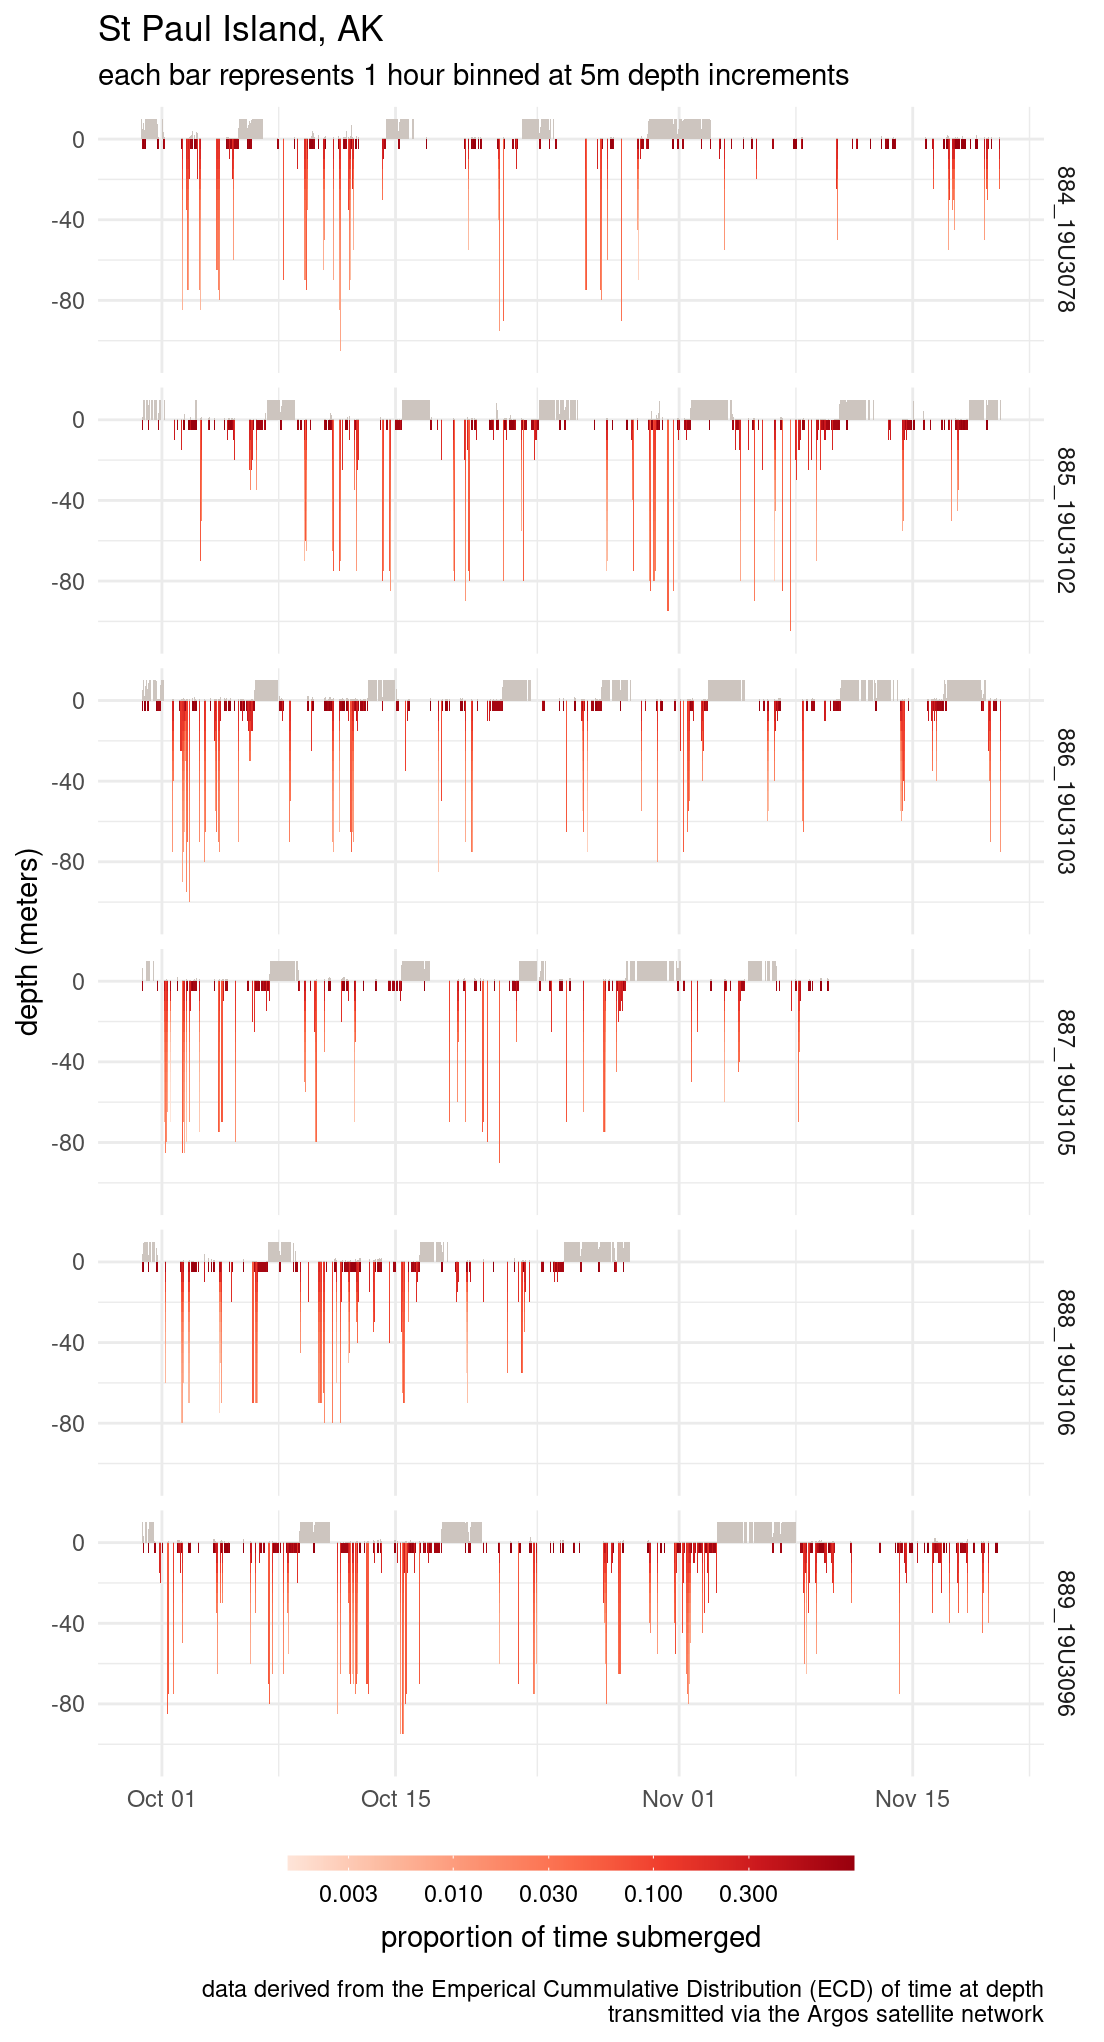 St Paul Island, AK
each bar represents 1 hour binned at 5m depth increments
depth (meters)
0
-40
-80
884_19U3078
0
-40
-80
885_19U3102
0
-40
-80
886_19U3103
0
-40
-80
887_19U3105
0
-40
-80
888_19U3106
0
-40
-80
889_19U3096
Oct 01 Oct 15 Nov 01 Nov 15
0.003 0.010 0.030 0.100 0.300
proportion of time submerged
data derived from the Emperical Cummulative Distribution (ECD) of time at depth
transmitted via the Argos satellite network